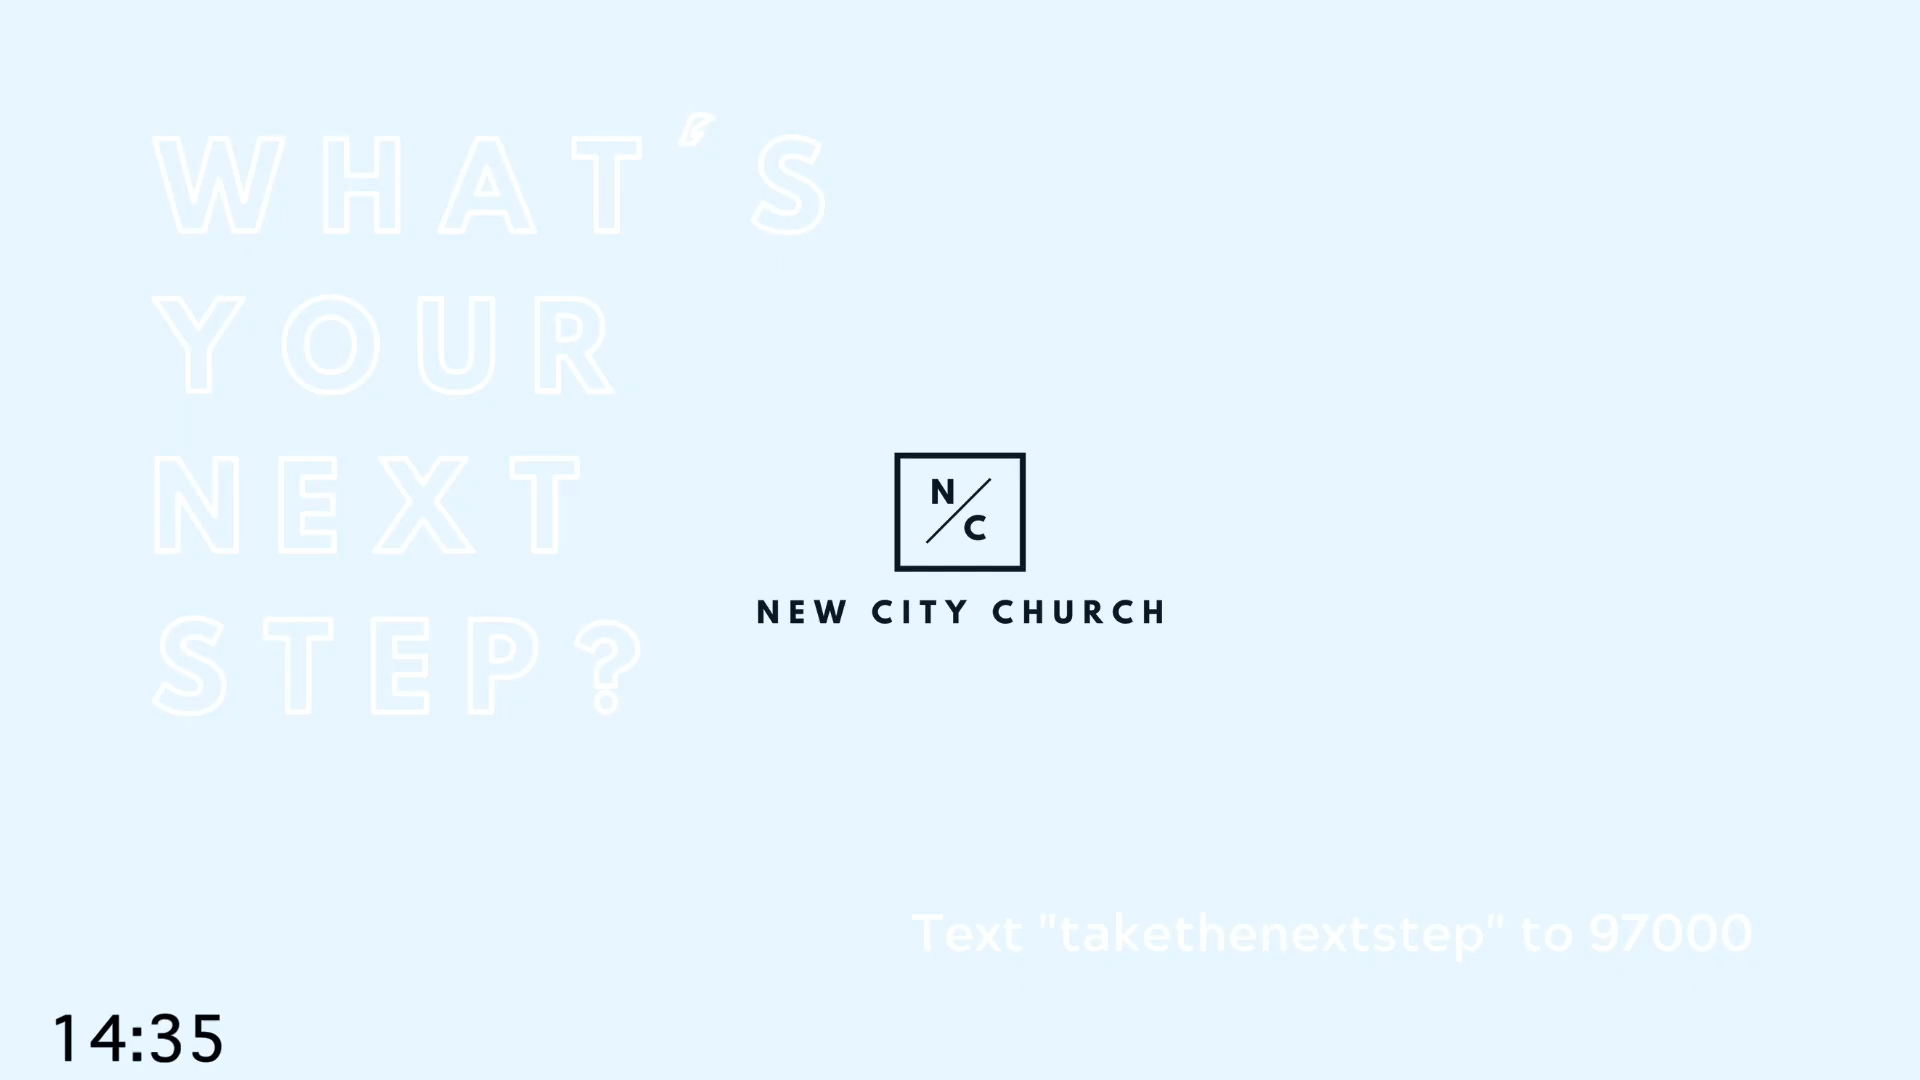 WHAT'S
YOUR
NEXT
STEP?
N/C
NEW CITY CHURCH
Text "takethenextstep" to 97000
14:35